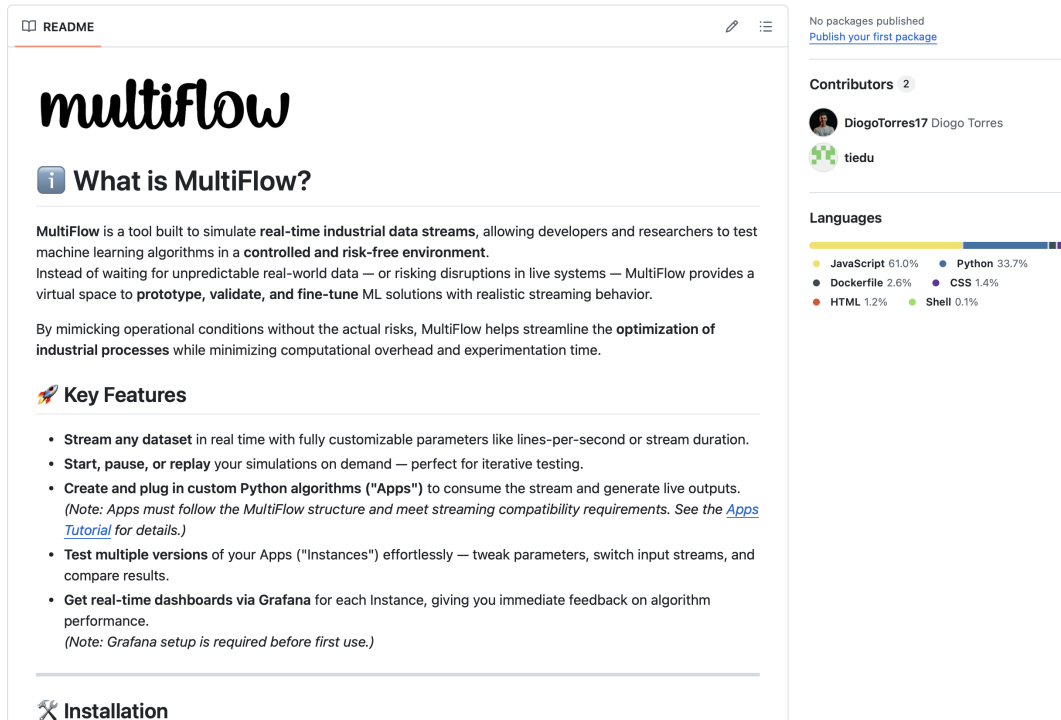 README
multiflow
What is MultiFlow?
MultiFlow is a tool built to simulate real-time industrial data streams, allowing developers and researchers to test
machine learning algorithms in a controlled and risk-free environment.
Instead of waiting for unpredictable real-world data — or risking disruptions in live systems — MultiFlow provides a
virtual space to prototype, validate, and fine-tune ML solutions with realistic streaming behavior.
By mimicking operational conditions without the actual risks, MultiFlow helps streamline the optimization of
industrial processes while minimizing computational overhead and experimentation time.
🚀 Key Features
• Stream any dataset in real time with fully customizable parameters like lines-per-second or stream duration.
• Start, pause, or replay your simulations on demand — perfect for iterative testing.
• Create and plug in custom Python algorithms ("Apps") to consume the stream and generate live outputs.
(Note: Apps must follow the MultiFlow structure and meet streaming compatibility requirements. See the Apps
Tutorial for details.)
• Test multiple versions of your Apps ("Instances") effortlessly — tweak parameters, switch input streams, and
compare results.
• Get real-time dashboards via Grafana for each Instance, giving you immediate feedback on algorithm
performance.
(Note: Grafana setup is required before first use.)
🛠 Installation
No packages published
Publish your first package
Contributors 2
DiogoTorres17 Diogo Torres
tiedu
Languages
JavaScript 61.0% Python 33.7%
Dockerfile 2.6% CSS 1.4%
HTML 1.2% Shell 0.1%